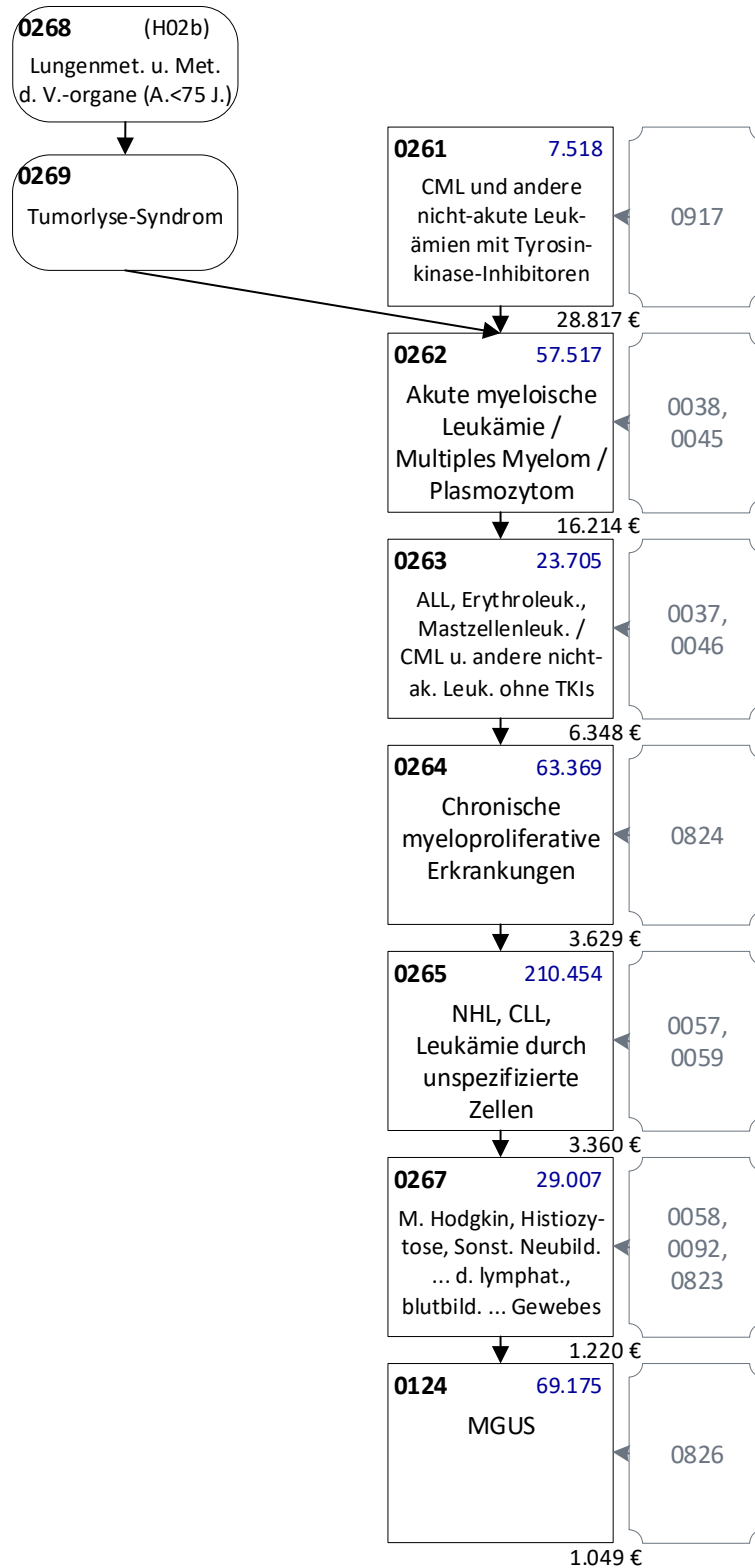 0268 (H02b)
Lungenmet. u. Met.
d. V.-organe (A.<75 J.)
0269
Tumorlyse-Syndrom
0261 7.518
CML und andere
nicht-akute Leuk-
ämien mit Tyrosin-
kinase-Inhibitoren
0917
28.817 €
0262 57.517
Akute myeloische
Leukämie /
Multiples Myelom /
Plasmozytom
0038,
0045
16.214 €
0263 23.705
ALL, Erythroleuk.,
Mastzellenleuk. /
CML u. andere nicht-
ak. Leuk. ohne TKIs
0037,
0046
6.348 €
0264 63.369
Chronische
myeloproliferative
Erkrankungen
0824
3.629 €
0265 210.454
NHL, CLL,
Leukämie durch
unspezifizierte
Zellen
0057,
0059
3.360 €
0267 29.007
M. Hodgkin, Histiozy-
tose, Sonst. Neubild.
... d. lymphat.,
blutbild. ... Gewebes
0058,
0092,
0823
1.220 €
0124 69.175
MGUS
0826
1.049 €